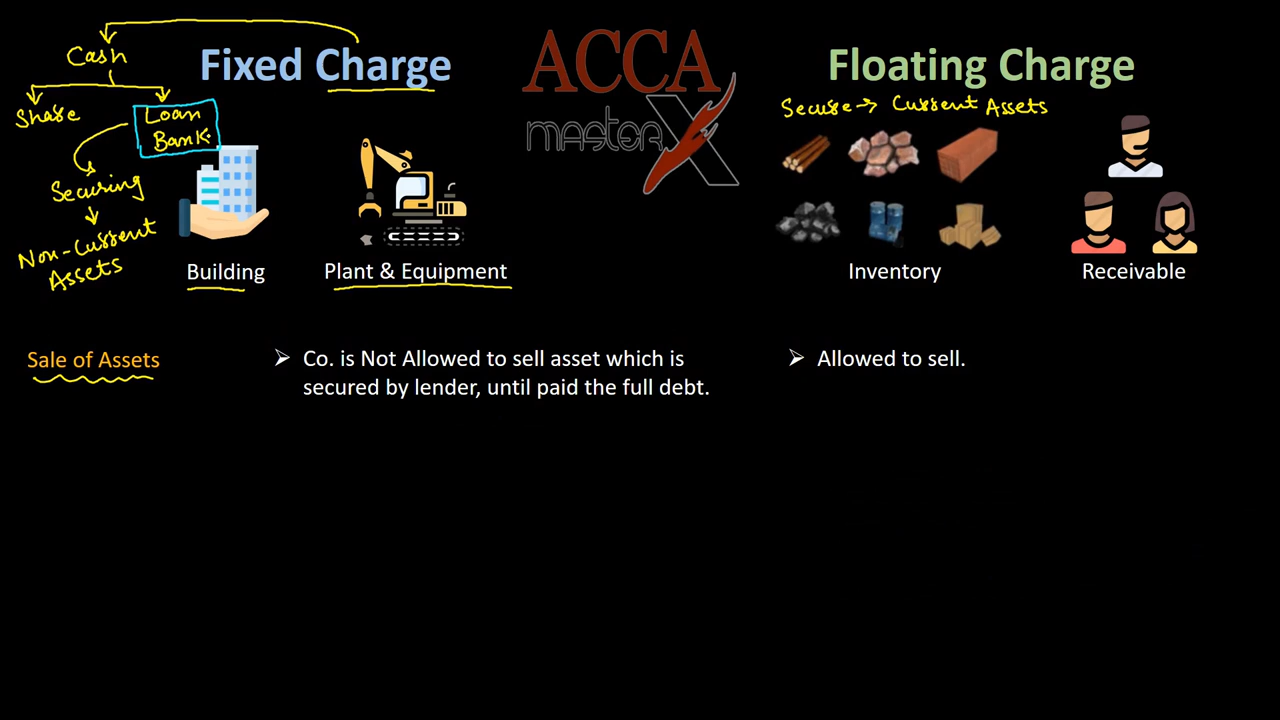 Cash
Share
Loan
Bank
Securing
Non-Current
Assets
Fixed Charge
Building
Plant & Equipment
ACCA
masterX
Floating Charge
Secure → Current Assets
Inventory
Receivable
Sale of Assets
➢ Co. is Not Allowed to sell asset which is
secured by lender, until paid the full debt.
➢ Allowed to sell.